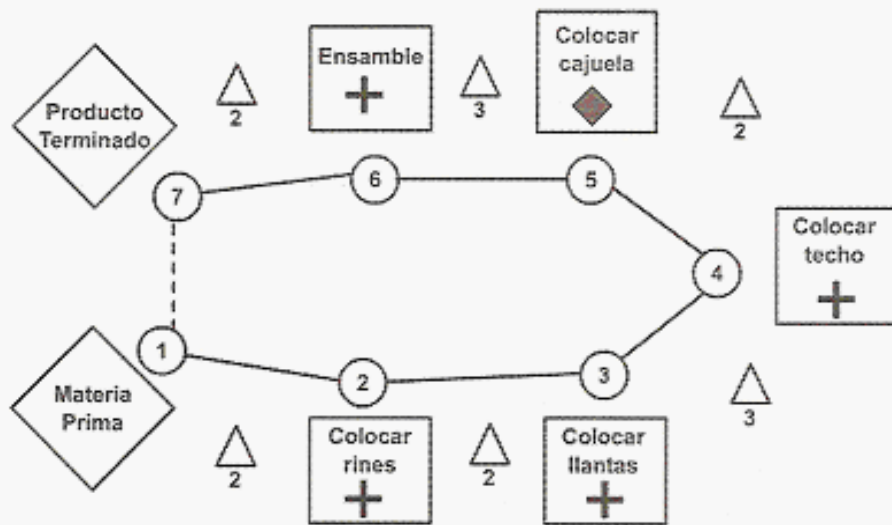 Producto
Terminado
2
Ensamble
3
Colocar
cajuela
2
7
6
5
4
Colocar
techo
1
2
3
Materia
Prima
2
Colocar
rines
2
Colocar
llantas
3